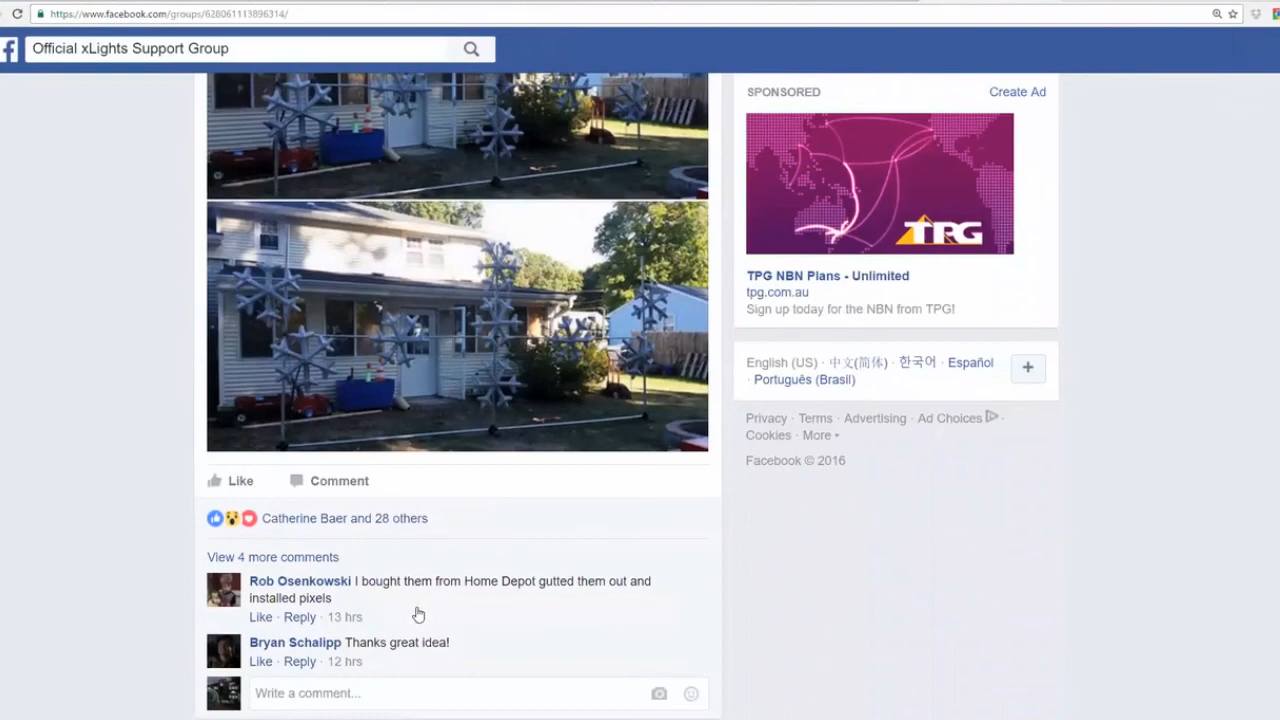 https://www.facebook.com/groups/628061113896314/
Official xLights Support Group
SPONSORED
Create Ad
TPG
TPG NBN Plans - Unlimited
tpg.com.au
Sign up today for the NBN from TPG!
English (US) · 中文(简体) · 한국어 · Español
· Português (Brasil)
Privacy · Terms · Advertising · Ad Choices ·
Cookies · More
Facebook © 2016
Like
Comment
Catherine Baer and 28 others
View 4 more comments
Rob Osenkowski I bought them from Home Depot gutted them out and
installed pixels
Like · Reply · 13 hrs
Bryan Schalipp Thanks great idea!
Like · Reply · 12 hrs
Write a comment...